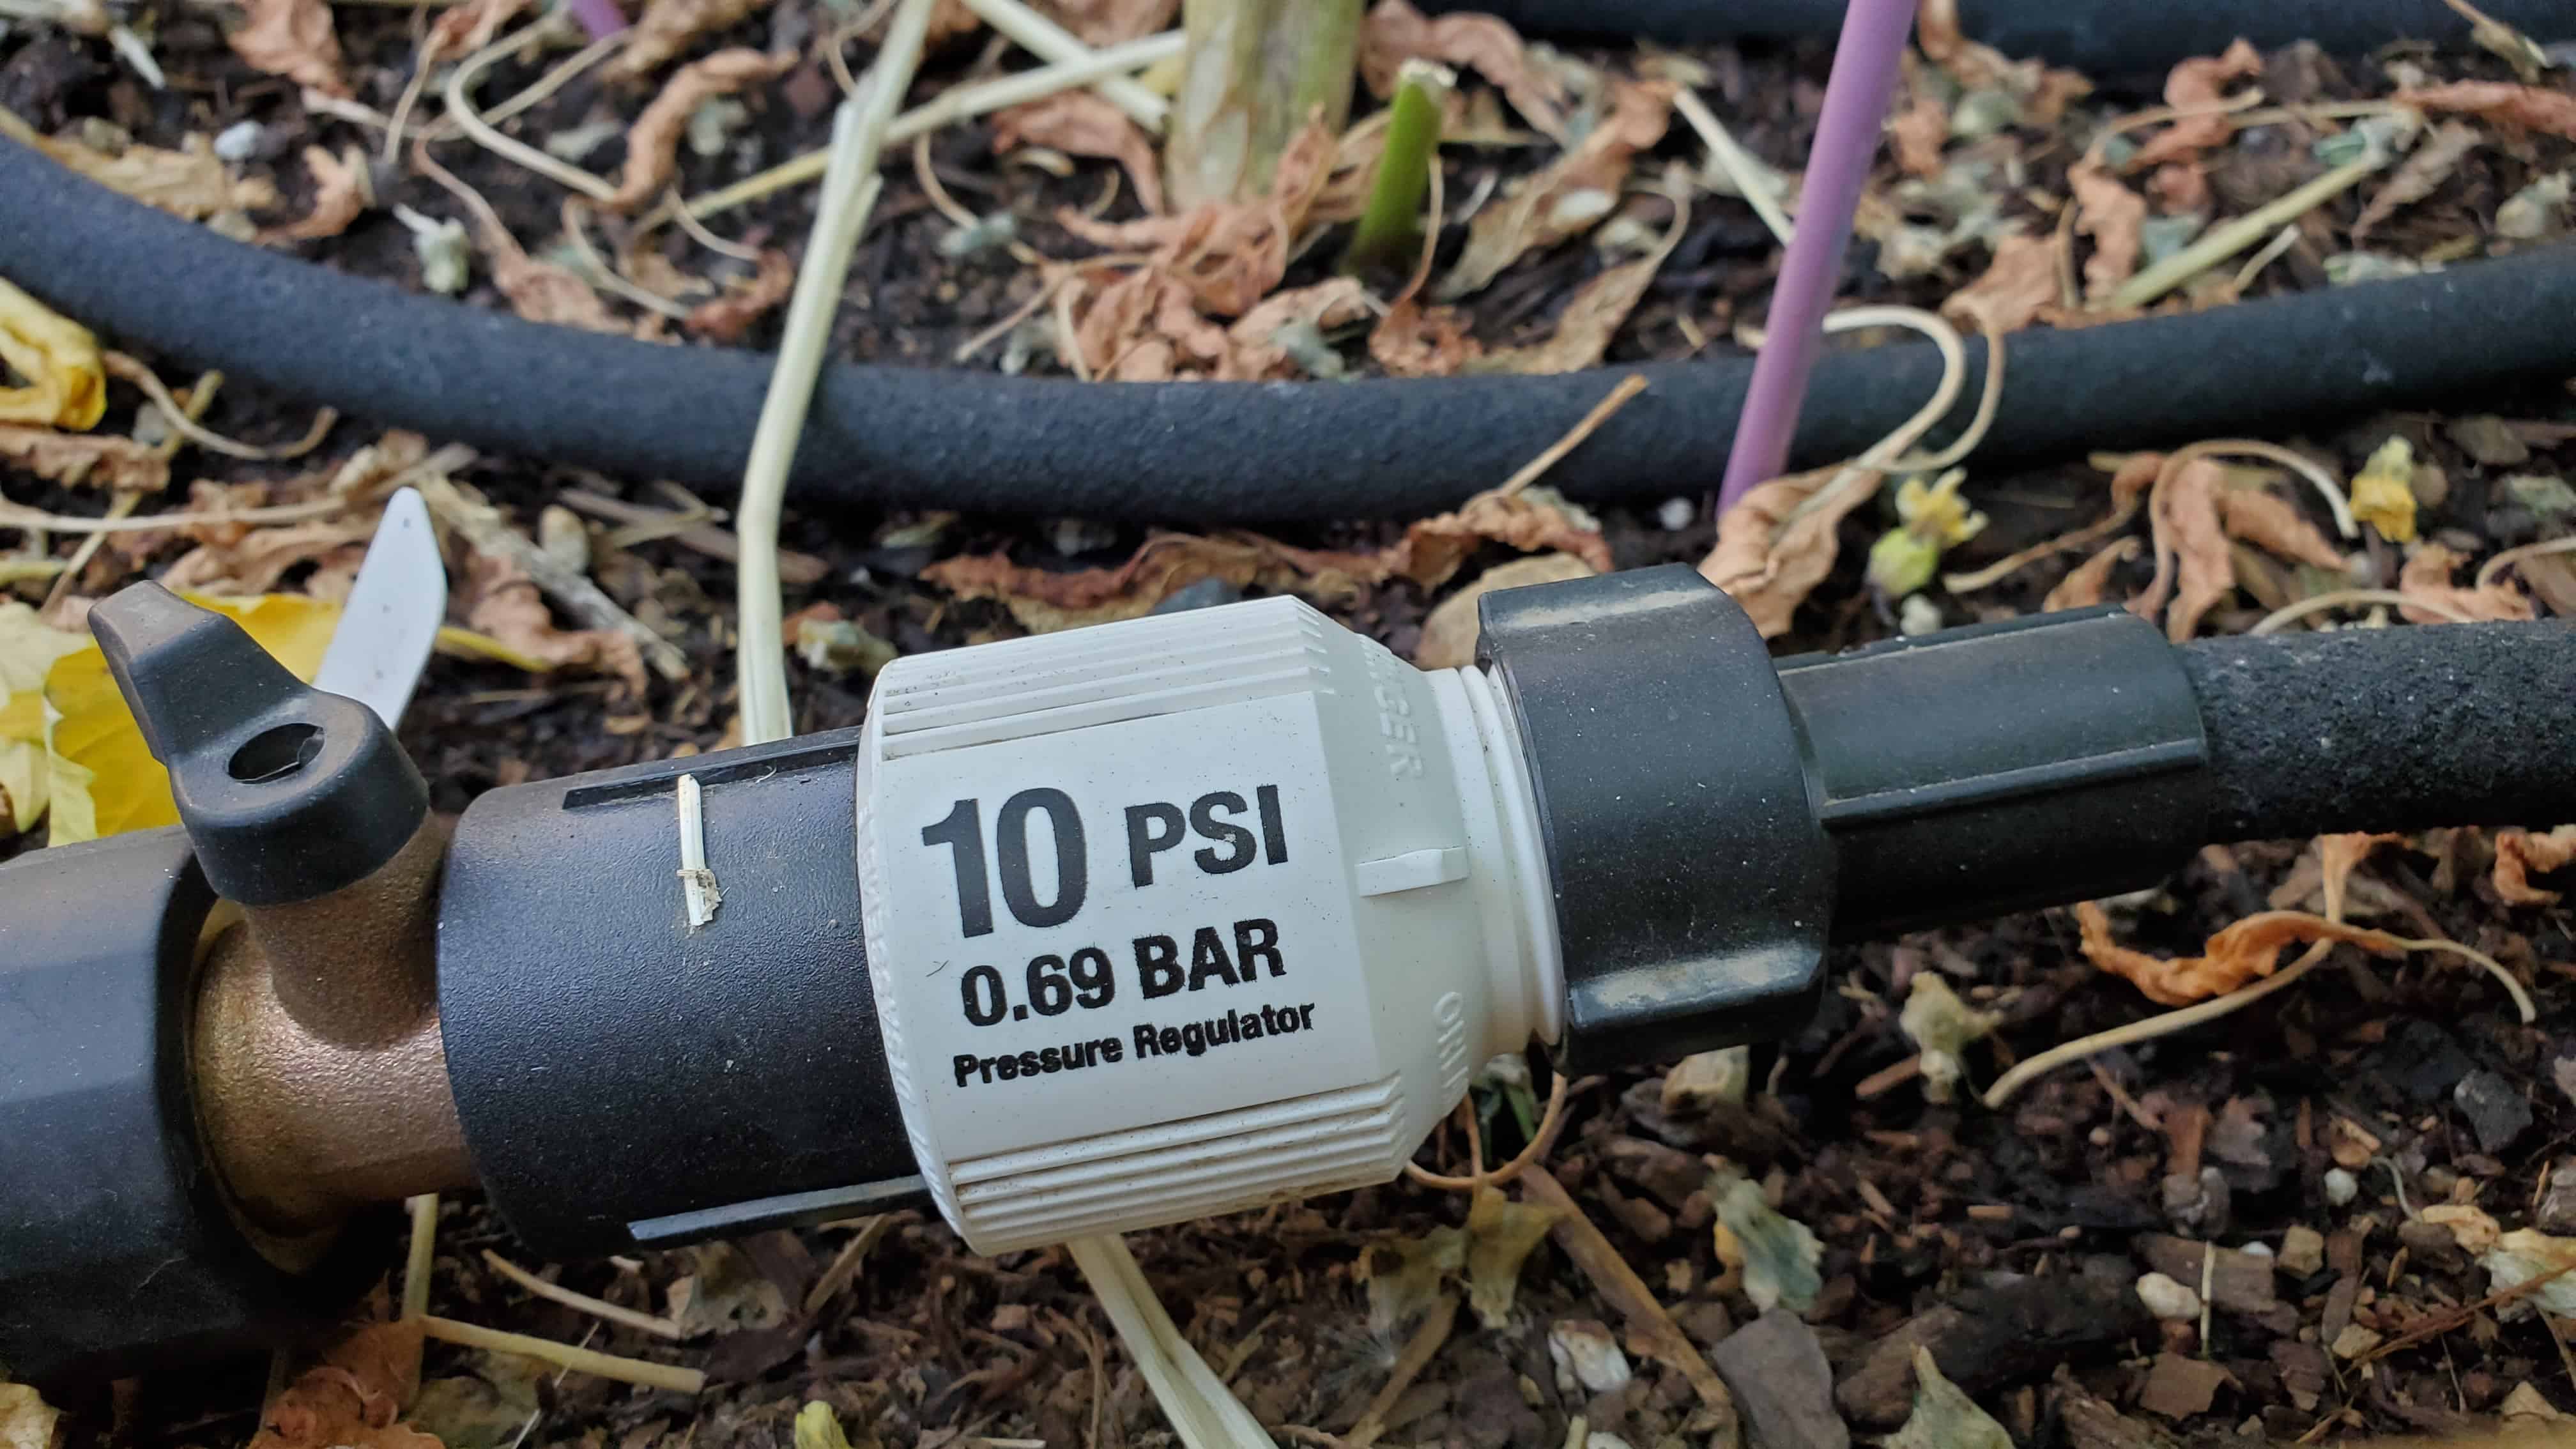 10 PSI
0.69 BAR
Pressure Regulator